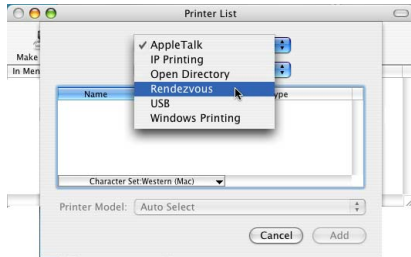 Printer List
✓ AppleTalk
IP Printing
Open Directory
Rendezvous
USB
Windows Printing
Make
In Men
Name
ype
Character Set:Western (Mac)
Printer Model: Auto Select
Cancel Add